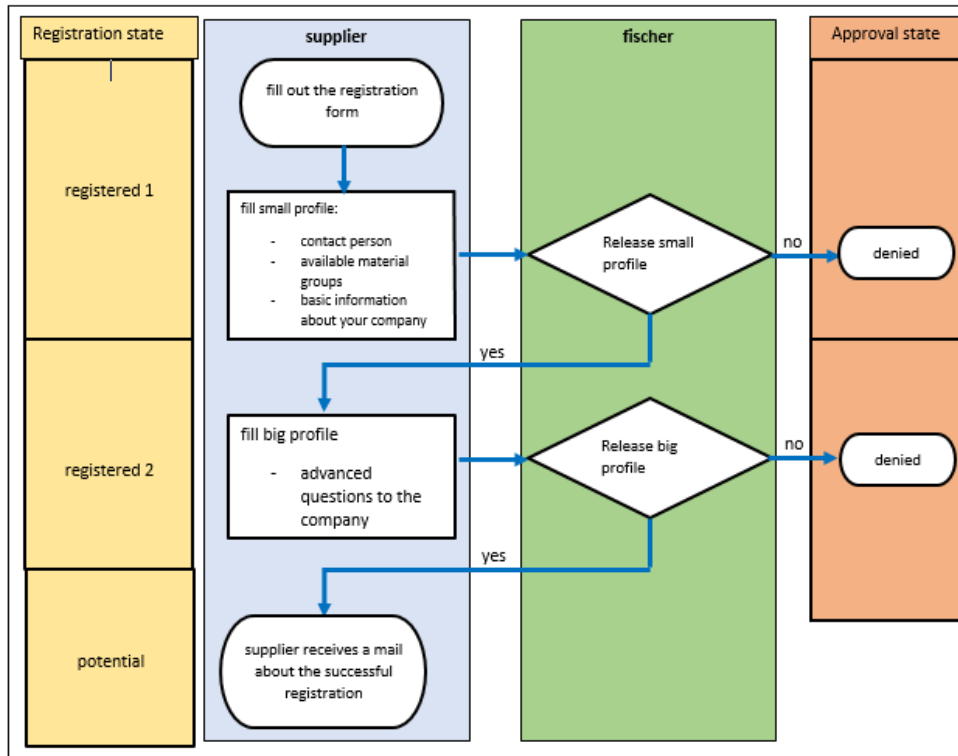 Registration state
supplier
fischer
Approval state
fill out the registration
form
registered 1
fill small profile:
- contact person
- available material
groups
- basic information
about your company
Release small
profile
no
denied
yes
registered 2
fill big profile
- advanced
questions to the
company
Release big
profile
no
denied
yes
potential
supplier receives a mail
about the successful
registration